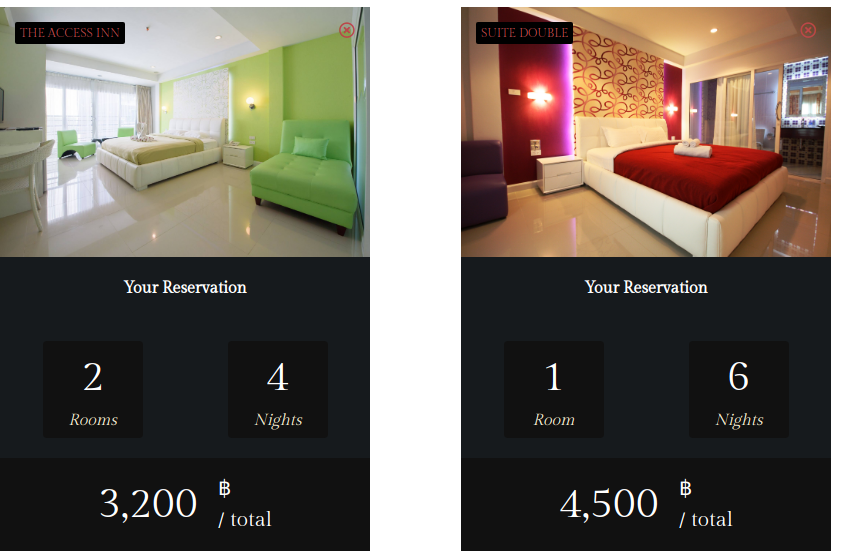 THE ACCESS INN
Your Reservation
2
Rooms
4
Nights
3,200 ฿
/ total
SUITE DOUBLE
Your Reservation
1
Room
6
Nights
4,500 ฿
/ total